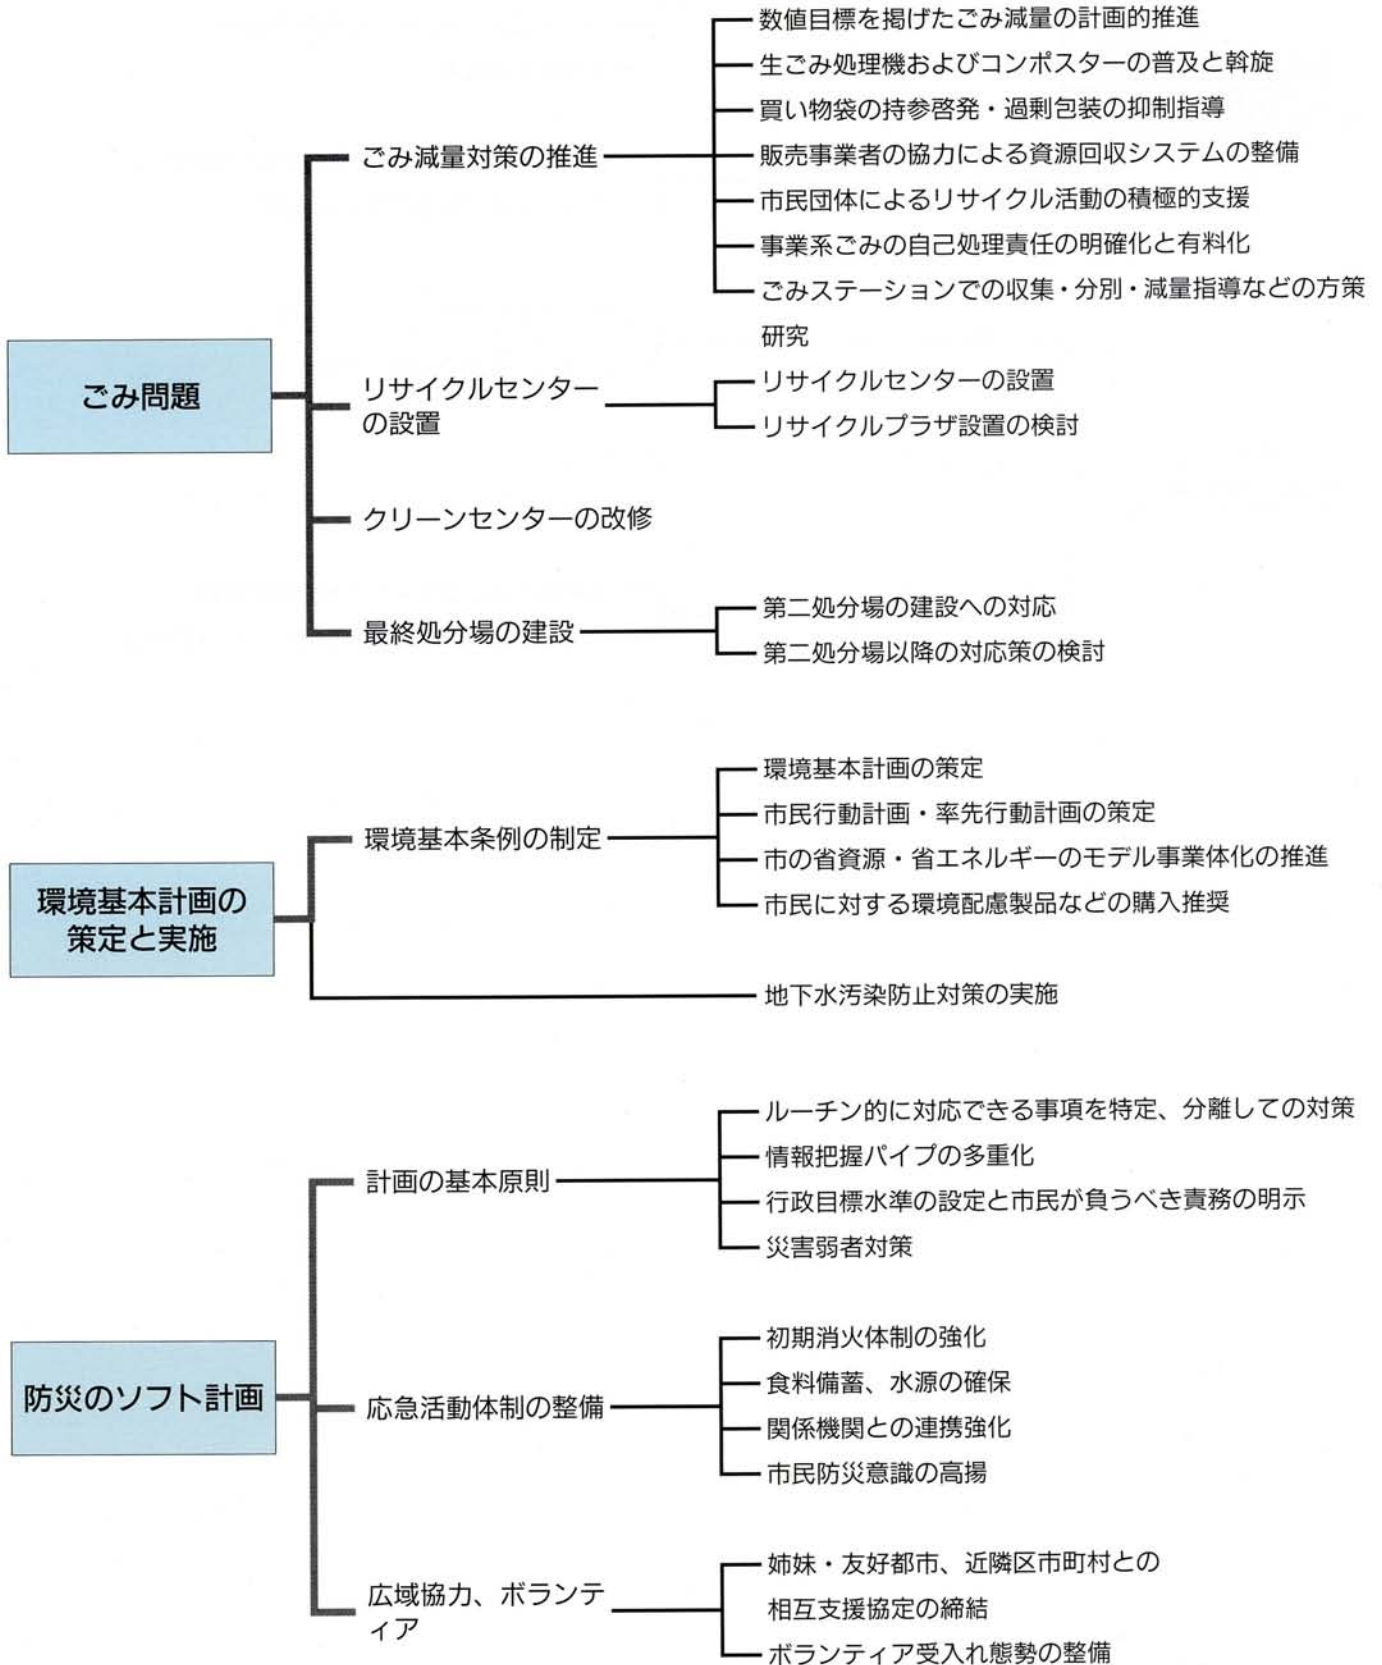 ごみ問題
ごみ減量対策の推進
数値目標を掲げたごみ減量の計画的推進
生ごみ処理機およびコンポスターの普及と斡旋
買い物袋の持参啓発・過剰包装の抑制指導
販売事業者の協力による資源回収システムの整備
市民団体によるリサイクル活動の積極的支援
事業系ごみの自己処理責任の明確化と有料化
ごみステーションでの収集・分別・減量指導などの方策
研究
リサイクルセンター
の設置
リサイクルセンターの設置
リサイクルプラザ設置の検討
クリーンセンターの改修
最終処分場の建設
第二処分場の建設への対応
第二処分場以降の対応策の検討
環境基本計画の
策定と実施
環境基本条例の制定
環境基本計画の策定
市民行動計画・率先行動計画の策定
市の省資源・省エネルギーのモデル事業体化の推進
市民に対する環境配慮製品などの購入推奨
地下水汚染防止対策の実施
防災のソフト計画
計画の基本原則
ルーチン的に対応できる事項を特定、分離しての対策
情報把握パイプの多重化
行政目標水準の設定と市民が負うべき責務の明示
災害弱者対策
応急活動体制の整備
初期消火体制の強化
食料備蓄、水源の確保
関係機関との連携強化
市民防災意識の高揚
広域協力、ボランテ
ィア
姉妹・友好都市、近隣区市町村との
相互支援協定の締結
ボランティア受入れ態勢の整備